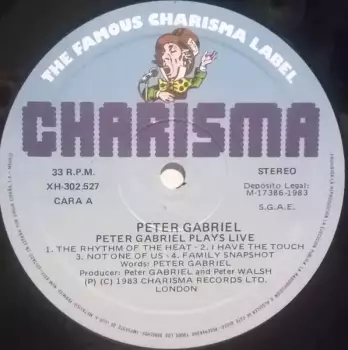 THE FAMOUS CHARISMA LABEL
CHARISMA
33 R.P.M.
STEREO
XH-302.527
Depósito Legal:
M-17386-1983
CARA A
S.G.A.E.
PETER GABRIEL
PETER GABRIEL PLAYS LIVE
1. THE RHYTHM OF THE HEAT - 2. I HAVE THE TOUCH
3. NOT ONE OF US - 4. FAMILY SNAPSHOT
Words: PETER GABRIEL
Producer: Peter GABRIEL and Peter WALSH
(P) (C) 1983 CHARISMA RECORDS LTD.
LONDON